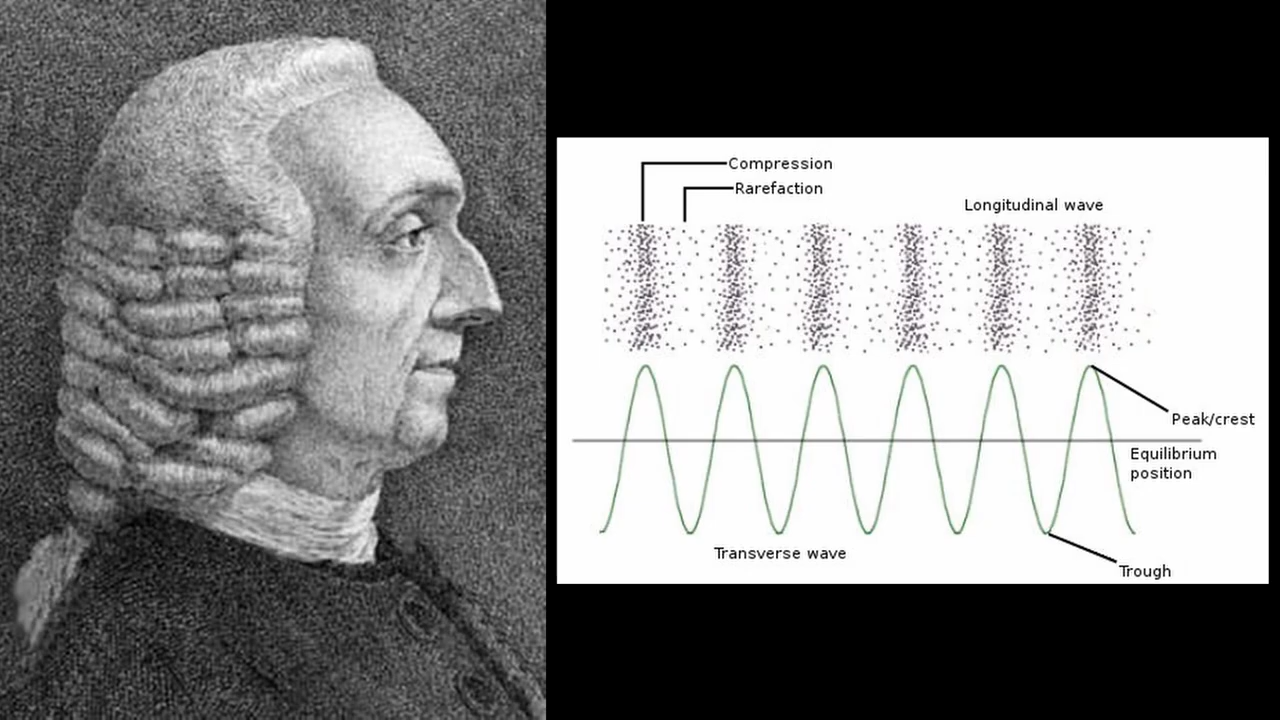 Compression
Rarefaction
Longitudinal wave
Peak/crest
Equilibrium
position
Transverse wave
Trough